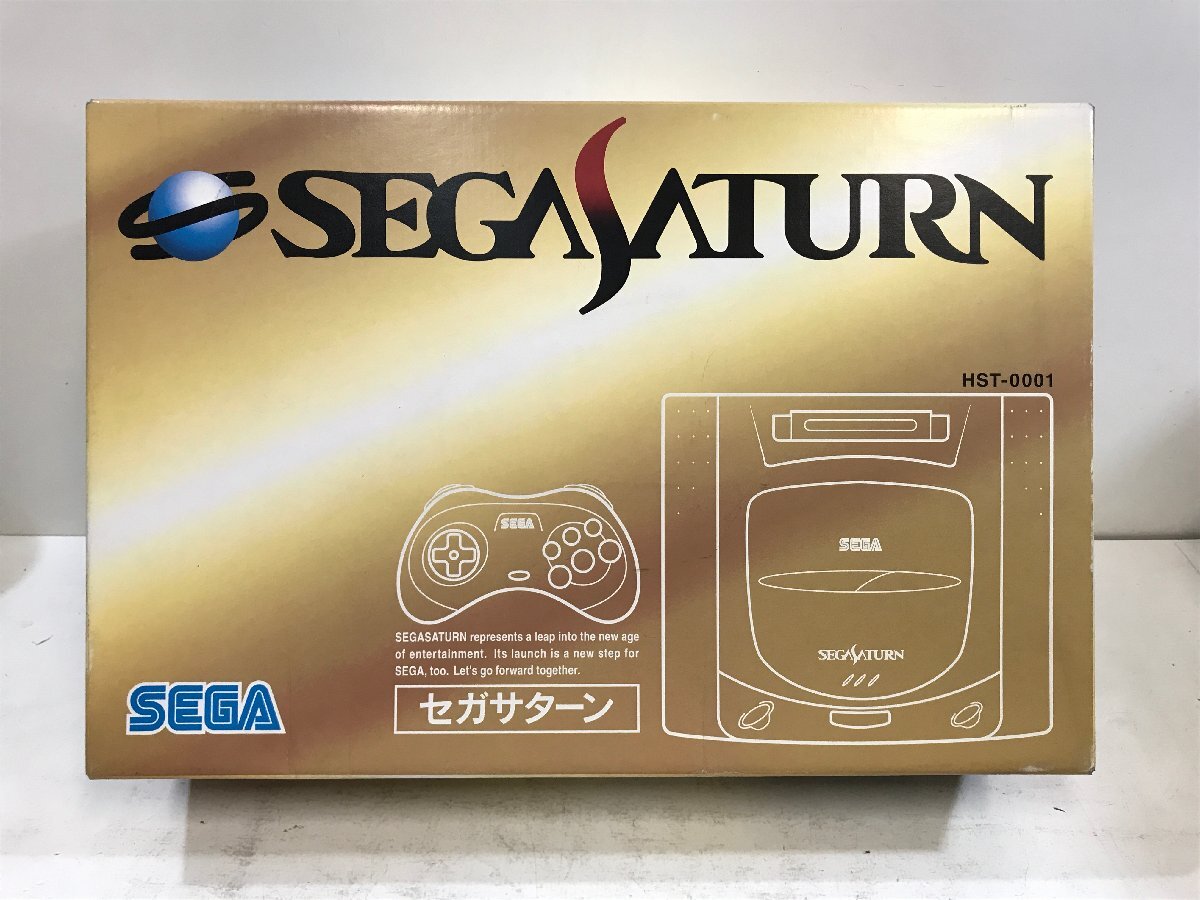 SEGASATURN
HST-0001
SEGA
SEGA
SEGASATURN
SEGASATURN represents a leap into the new age
of entertainment. Its launch is a new step for
SEGA, too. Let's go forward together.
セガサターン
SEGA